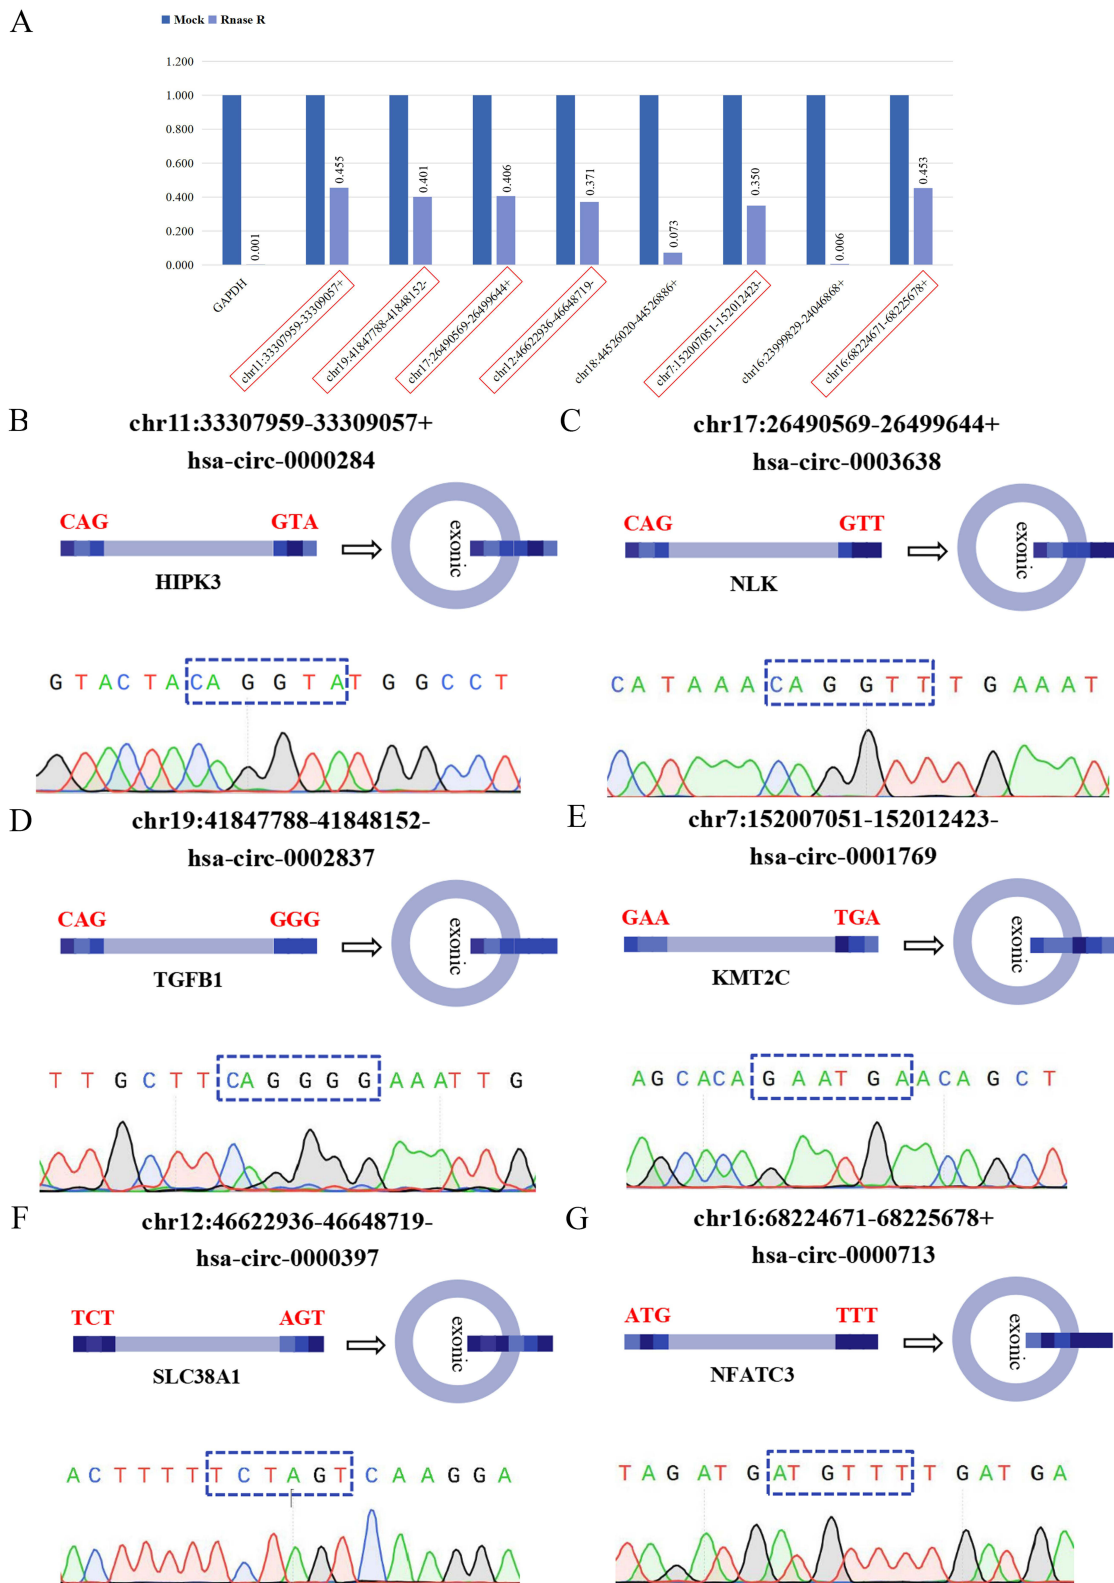 A
Mock Rnase R
1.200
1.000
0.800
0.600
0.400
0.200
0.000
0.001
0.455
0.401
0.406
0.371
0.073
0.350
0.006
0.453
GAPDH
chr11:33307959-33309057+
chr19:41847788-41848152-
chr17:26490569-26499644+
chr12:46622936-46648719-
chr18:44526020-44526886+
chr7:152007051-152012423-
chr16:23999829-24046868+
chr16:68224671-68225678+
B
chr11:33307959-33309057+
hsa-circ-0000284
CAG GTA
HIPK3
exonic
G T A C T A C A G G T A T G G C C T
C
chr17:26490569-26499644+
hsa-circ-0003638
CAG GTT
NLK
exonic
C A T A A A C A G G T T T G A A A T
D
chr19:41847788-41848152-
hsa-circ-0002837
CAG GGG
TGFB1
exonic
T T G C T T C A G G G G A A A T T G
E
chr7:152007051-152012423-
hsa-circ-0001769
GAA TGA
KMT2C
exonic
A G C A C A G A A T G A A C A G C T
F
chr12:46622936-46648719-
hsa-circ-0000397
TCT AGT
SLC38A1
exonic
A C T T T T T C T A G T C A A G G A
G
chr16:68224671-68225678+
hsa-circ-0000713
ATG TTT
NFATC3
exonic
T A G A T G A T G T T T T G A T G A